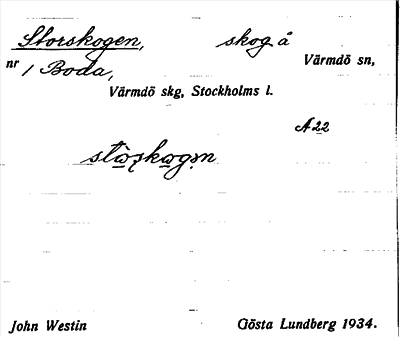 Storskogen, skog å
nr 1 Boda, Värmdö sn,
Värmdö skg, Stockholms l.
A 22
John Westin Gösta Lundberg 1934.